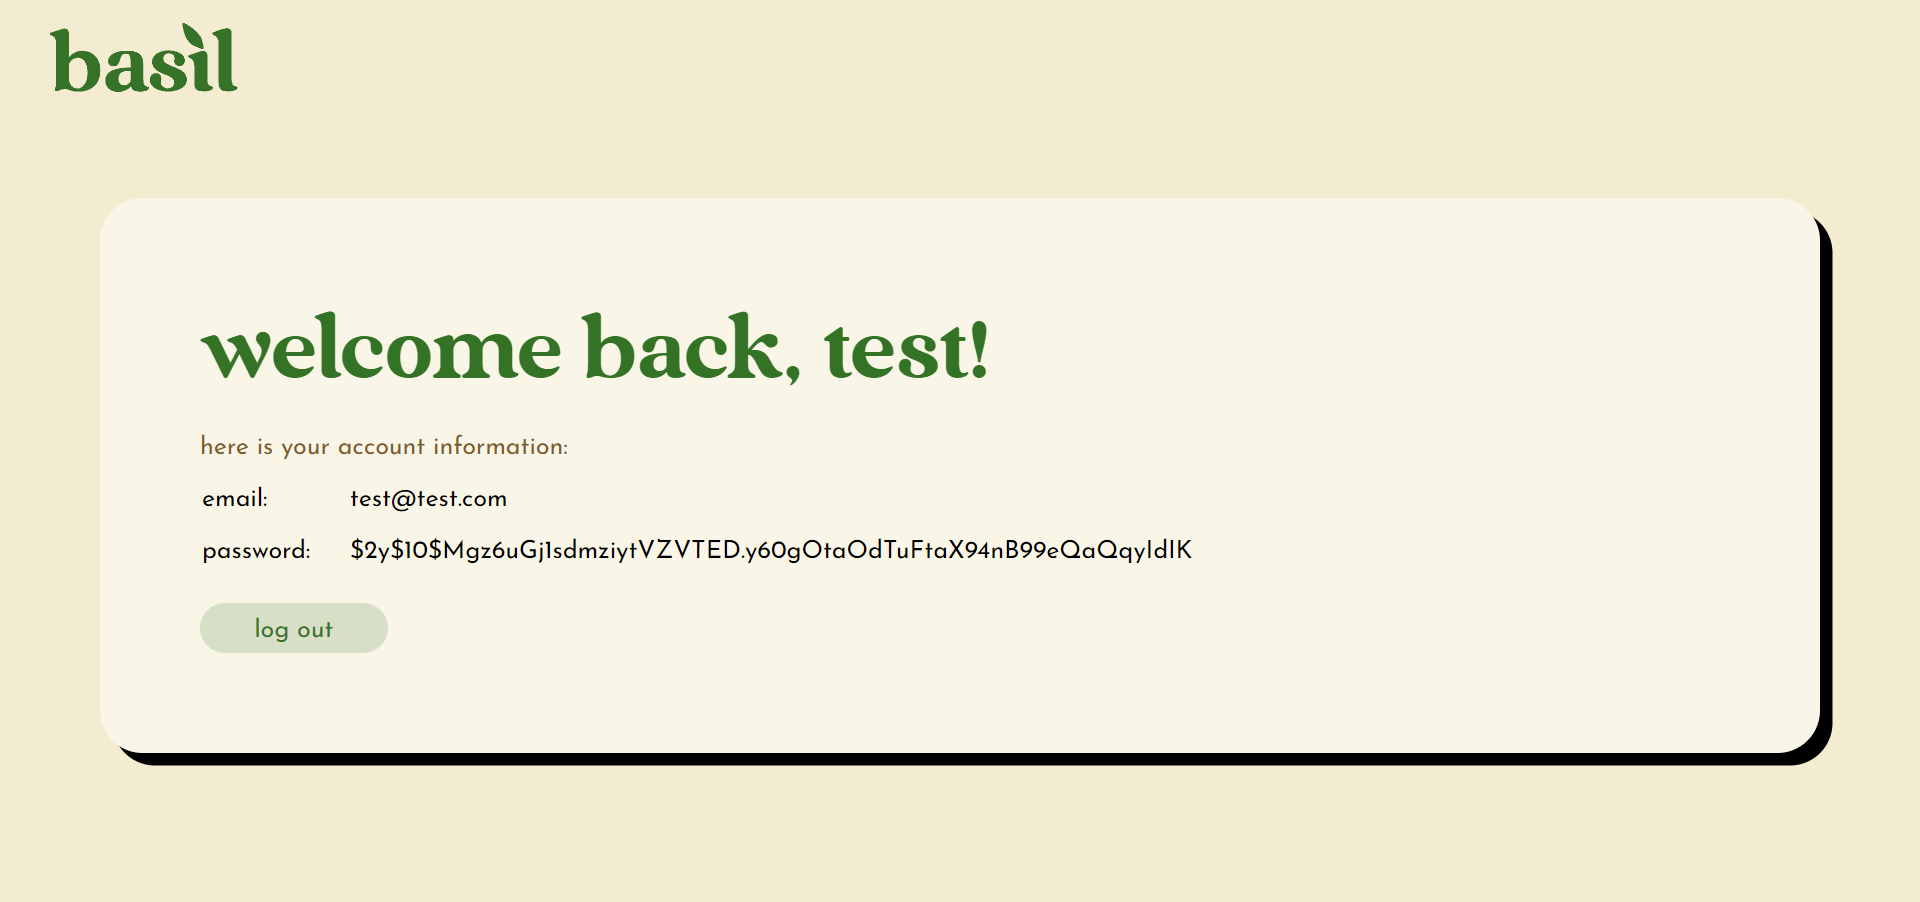 basil
welcome back, test!
here is your account information:
email: test@test.com
password: $2y$10$Mgz6uGj1sdmziytVZVTED.y60gOtaOdTuFtaX94nB99eQaQqyIdIK
log out